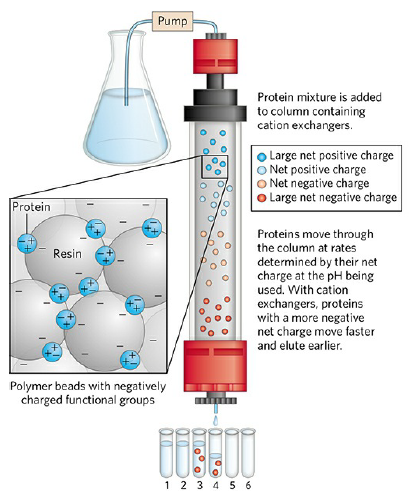 Pump
Protein mixture is added
to column containing
cation exchangers.
Large net positive charge
Net positive charge
Net negative charge
Large net negative charge
Protein
Resin
Proteins move through
the column at rates
determined by their net
charge at the pH being
used. With cation
exchangers, proteins
with a more negative
net charge move faster
and elute earlier.
Polymer beads with negatively
charged functional groups
1 2 3 4 5 6